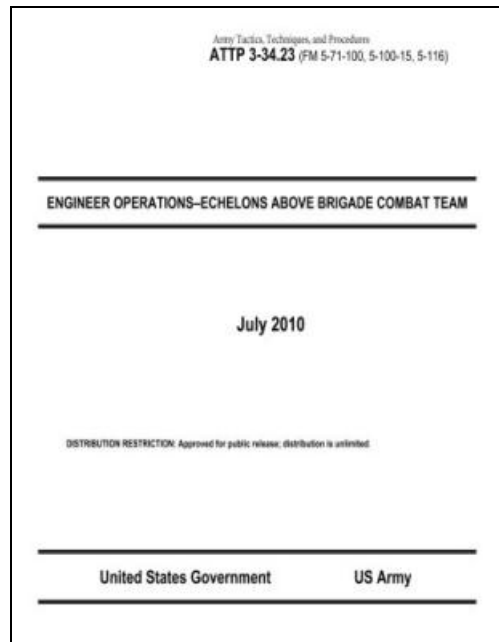 Army Tactics, Techniques, and Procedures
ATTP 3-34.23 (FM 5-71-100, 5-100-15, 5-116)
ENGINEER OPERATIONS–ECHELONS ABOVE BRIGADE COMBAT TEAM
July 2010
DISTRIBUTION RESTRICTION: Approved for public release; distribution is unlimited.
United States Government US Army